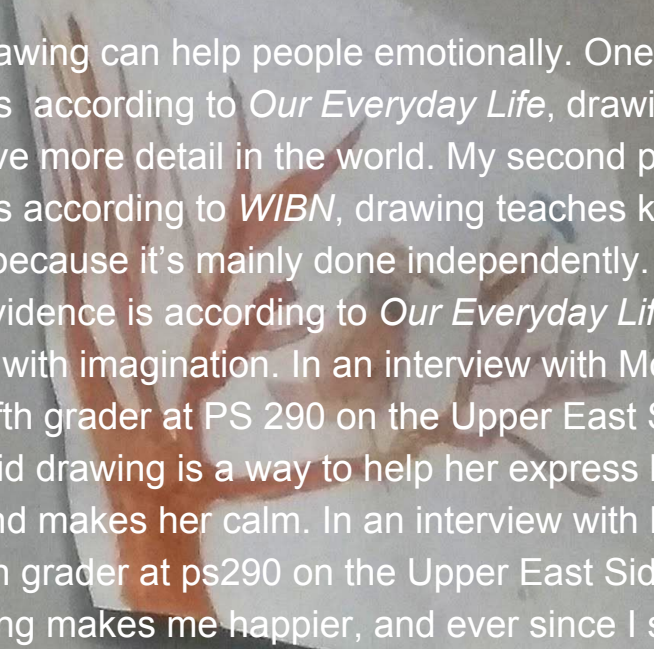 awing can help people emotionally. One
s according to Our Everyday Life, drawi
ve more detail in the world. My second p
s according to WIBN, drawing teaches k
because it’s mainly done independently.
vidence is according to Our Everyday Lif
with imagination. In an interview with Me
fth grader at PS 290 on the Upper East S
id drawing is a way to help her express
nd makes her calm. In an interview with
n grader at ps290 on the Upper East Sid
ng makes me happier, and ever since I s